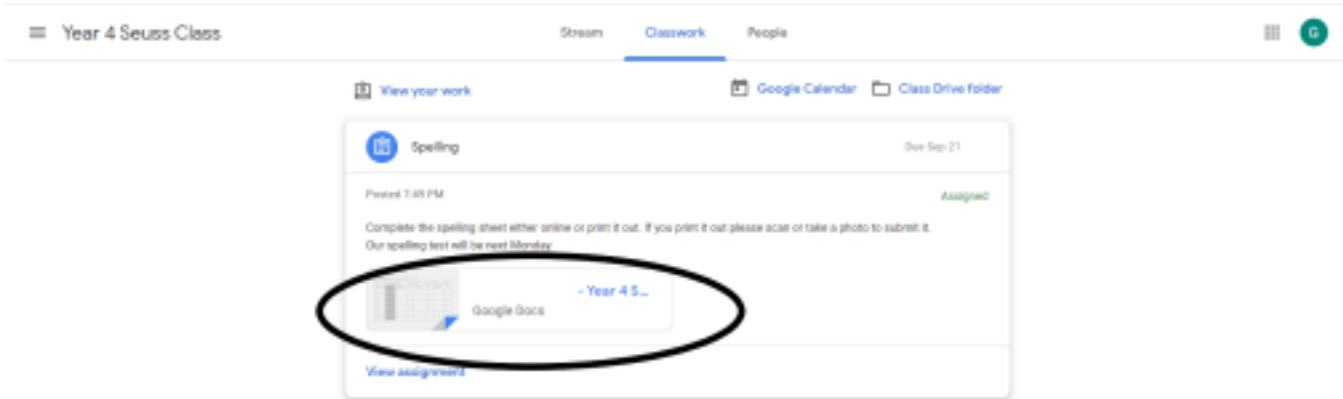 Year 4 Seuss Class
Stream Classwork People
G
View your work
Google Calendar Class Drive folder
Spelling
Due Sep 21
Posted 7:49 PM
Assigned
Complete the spelling sheet either online or print it out. If you print it out please scan or take a photo to submit it.
Our spelling test will be next Monday.
- Year 4 S...
Google Docs
View assignment